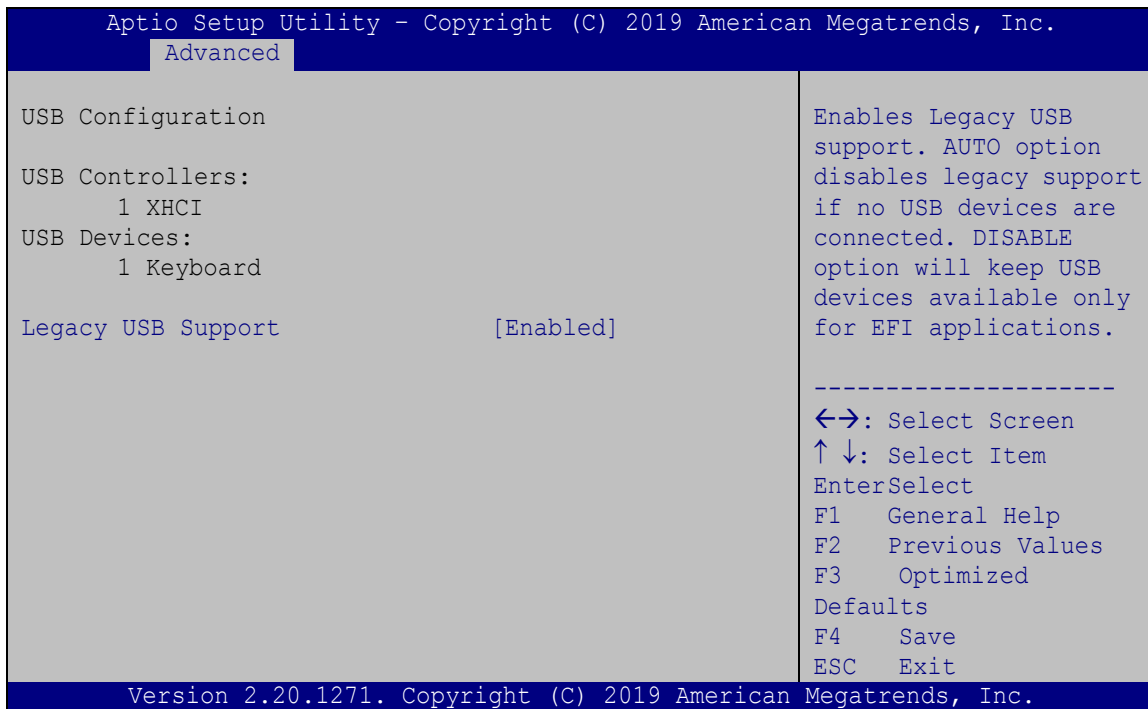 Aptio Setup Utility – Copyright (C) 2019 American Megatrends, Inc.
Advanced
USB Configuration
USB Controllers:
1 XHCI
USB Devices:
1 Keyboard
Legacy USB Support [Enabled]
Enables Legacy USB
support. AUTO option
disables legacy support
if no USB devices are
connected. DISABLE
option will keep USB
devices available only
for EFI applications.
---------------------
←→: Select Screen
↑ ↓: Select Item
EnterSelect
F1 General Help
F2 Previous Values
F3 Optimized
Defaults
F4 Save
ESC Exit
Version 2.20.1271. Copyright (C) 2019 American Megatrends, Inc.